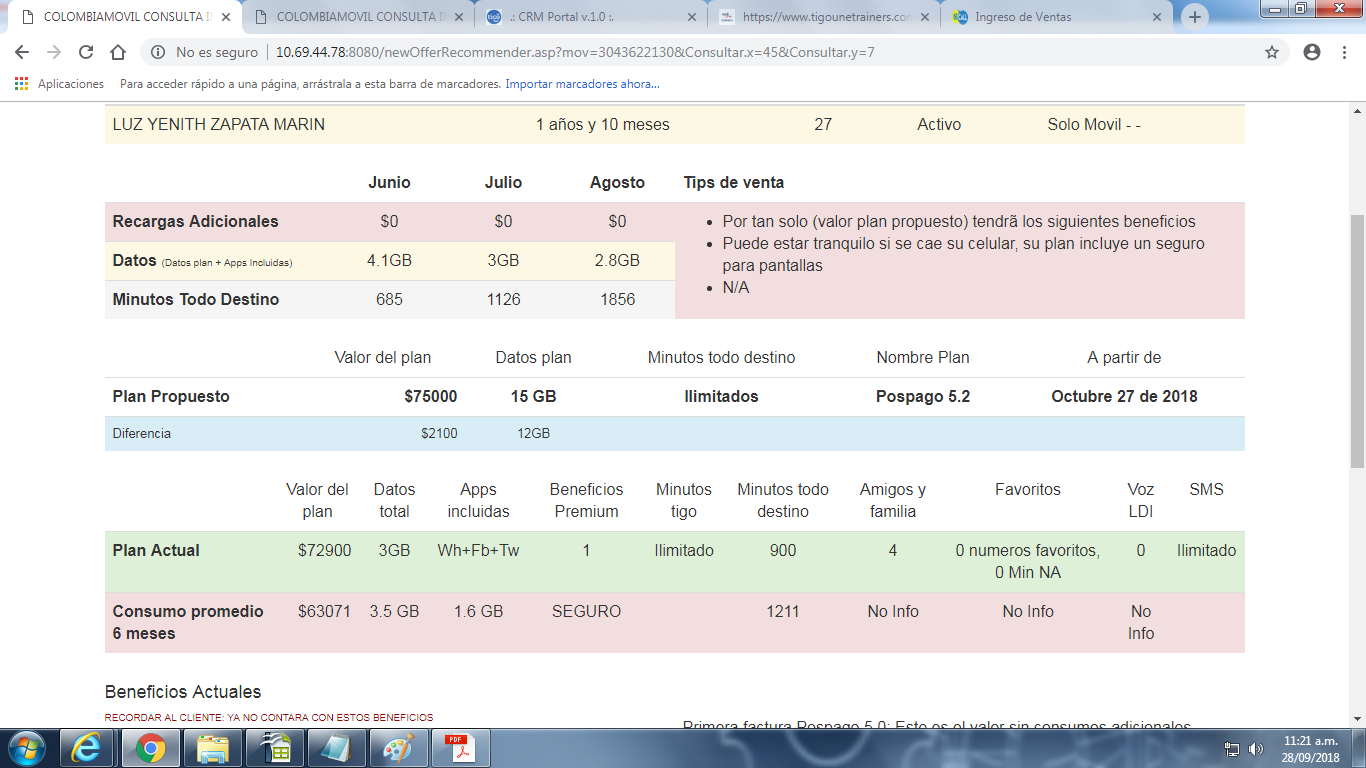 COLOMBIAMOVIL CONSULTA I
COLOMBIAMOVIL CONSULTA I
.: CRM Portal v.1.0 :.
https://www.tigounetrainers.con
Ingreso de Ventas
No es seguro | 10.69.44.78:8080/newOfferRecommender.asp?mov=3043622130&Consultar.x=45&Consultar.y=7
Aplicaciones Para acceder rápido a una página, arrástrala a esta barra de marcadores. Importar marcadores ahora...
LUZ YENITH ZAPATA MARIN 1 años y 10 meses 27 Activo Solo Movil - -
Junio Julio Agosto Tips de venta
Recargas Adicionales $0 $0 $0
Datos (Datos plan + Apps Incluidas) 4.1GB 3GB 2.8GB
Minutos Todo Destino 685 1126 1856
• Por tan solo (valor plan propuesto) tendrã los siguientes beneficios
• Puede estar tranquilo si se cae su celular, su plan incluye un seguro
para pantallas
• N/A
Valor del plan Datos plan Minutos todo destino Nombre Plan A partir de
Plan Propuesto $75000 15 GB Ilimitados Pospago 5.2 Octubre 27 de 2018
Diferencia $2100 12GB
Valor del Datos Apps Beneficios Minutos Minutos todo Amigos y Favoritos Voz SMS
plan total incluidas Premium tigo destino familia LDI
Plan Actual $72900 3GB Wh+Fb+Tw 1 Ilimitado 900 4 0 numeros favoritos, 0 Ilimitado
0 Min NA
Consumo promedio $63071 3.5 GB 1.6 GB SEGURO 1211 No Info No Info No
6 meses Info
Beneficios Actuales
RECORDAR AL CLIENTE: YA NO CONTARA CON ESTOS BENEFICIOS
Primera factura Pospago 5.0: Este es el valor sin consumos adicionales
PDF
11:21 a.m.
28/09/2018